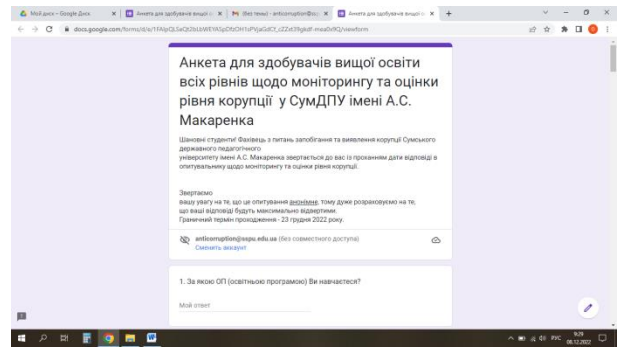 Мой диск – Google Диск
Анкета для здобувачів вищої о
(без темы) - anticorruption@ss
Анкета для здобувачів вищої о
docs.google.com/forms/d/e/
Анкета для здобувачів вищої освіти
всіх рівнів щодо моніторингу та оцінки
рівня корупції у СумДПУ імені А.С.
Макаренка
Шановні студенти! Фахівець з питань запобігання та виявлення корупції Сумського
державного педагогічного
університету імені А.С. Макаренка звертається до вас із проханням дати відповіді в
опитувальнику щодо моніторингу та оцінки рівня корупції.
Звертаємо
вашу увагу на те, що це опитування анонімне, тому дуже розраховуємо на те,
що ваші відповіді будуть максимально відвертими.
Граничний термін проходження - 23 грудня 2022 року.
anticorruption@sspu.edu.ua (без совместного доступа)
Сменить аккаунт
1. За якою ОП (освітньою програмою) Ви навчаєтеся?
Мой ответ
РУС
9:29
08.12.2022